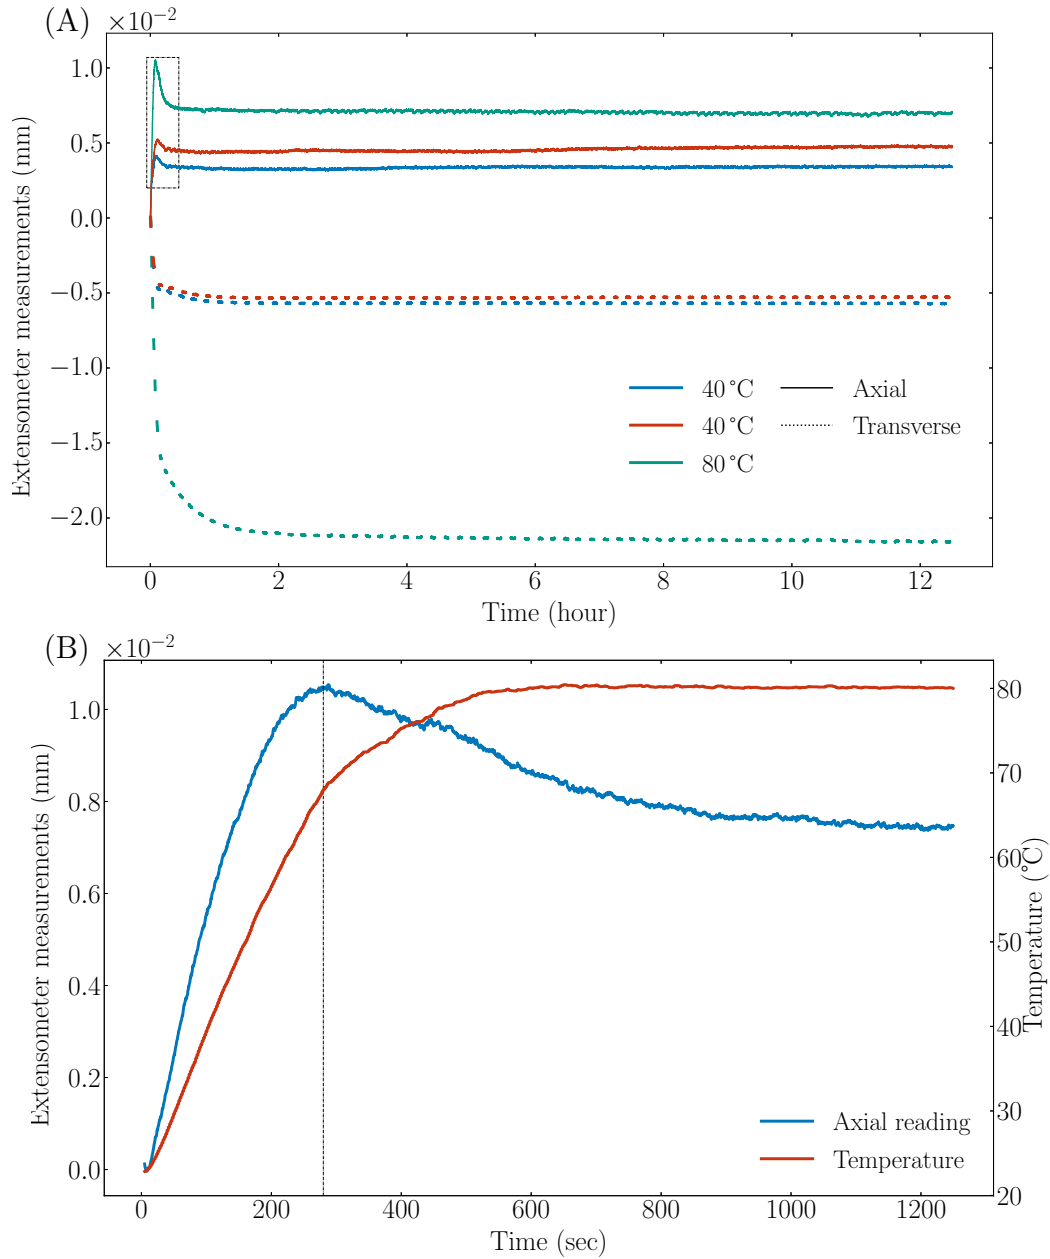 (A)
×10⁻²
Extensometer measurements (mm)
1.0
0.5
0.0
−0.5
−1.0
−1.5
−2.0
40 °C
40 °C
80 °C
Axial
Transverse
0 2 4 6 8 10 12
Time (hour)
(B)
×10⁻²
Extensometer measurements (mm)
1.0
0.8
0.6
0.4
0.2
0.0
80
70
60
50
40
30
20
Temperature (°C)
Axial reading
Temperature
0 200 400 600 800 1000 1200
Time (sec)